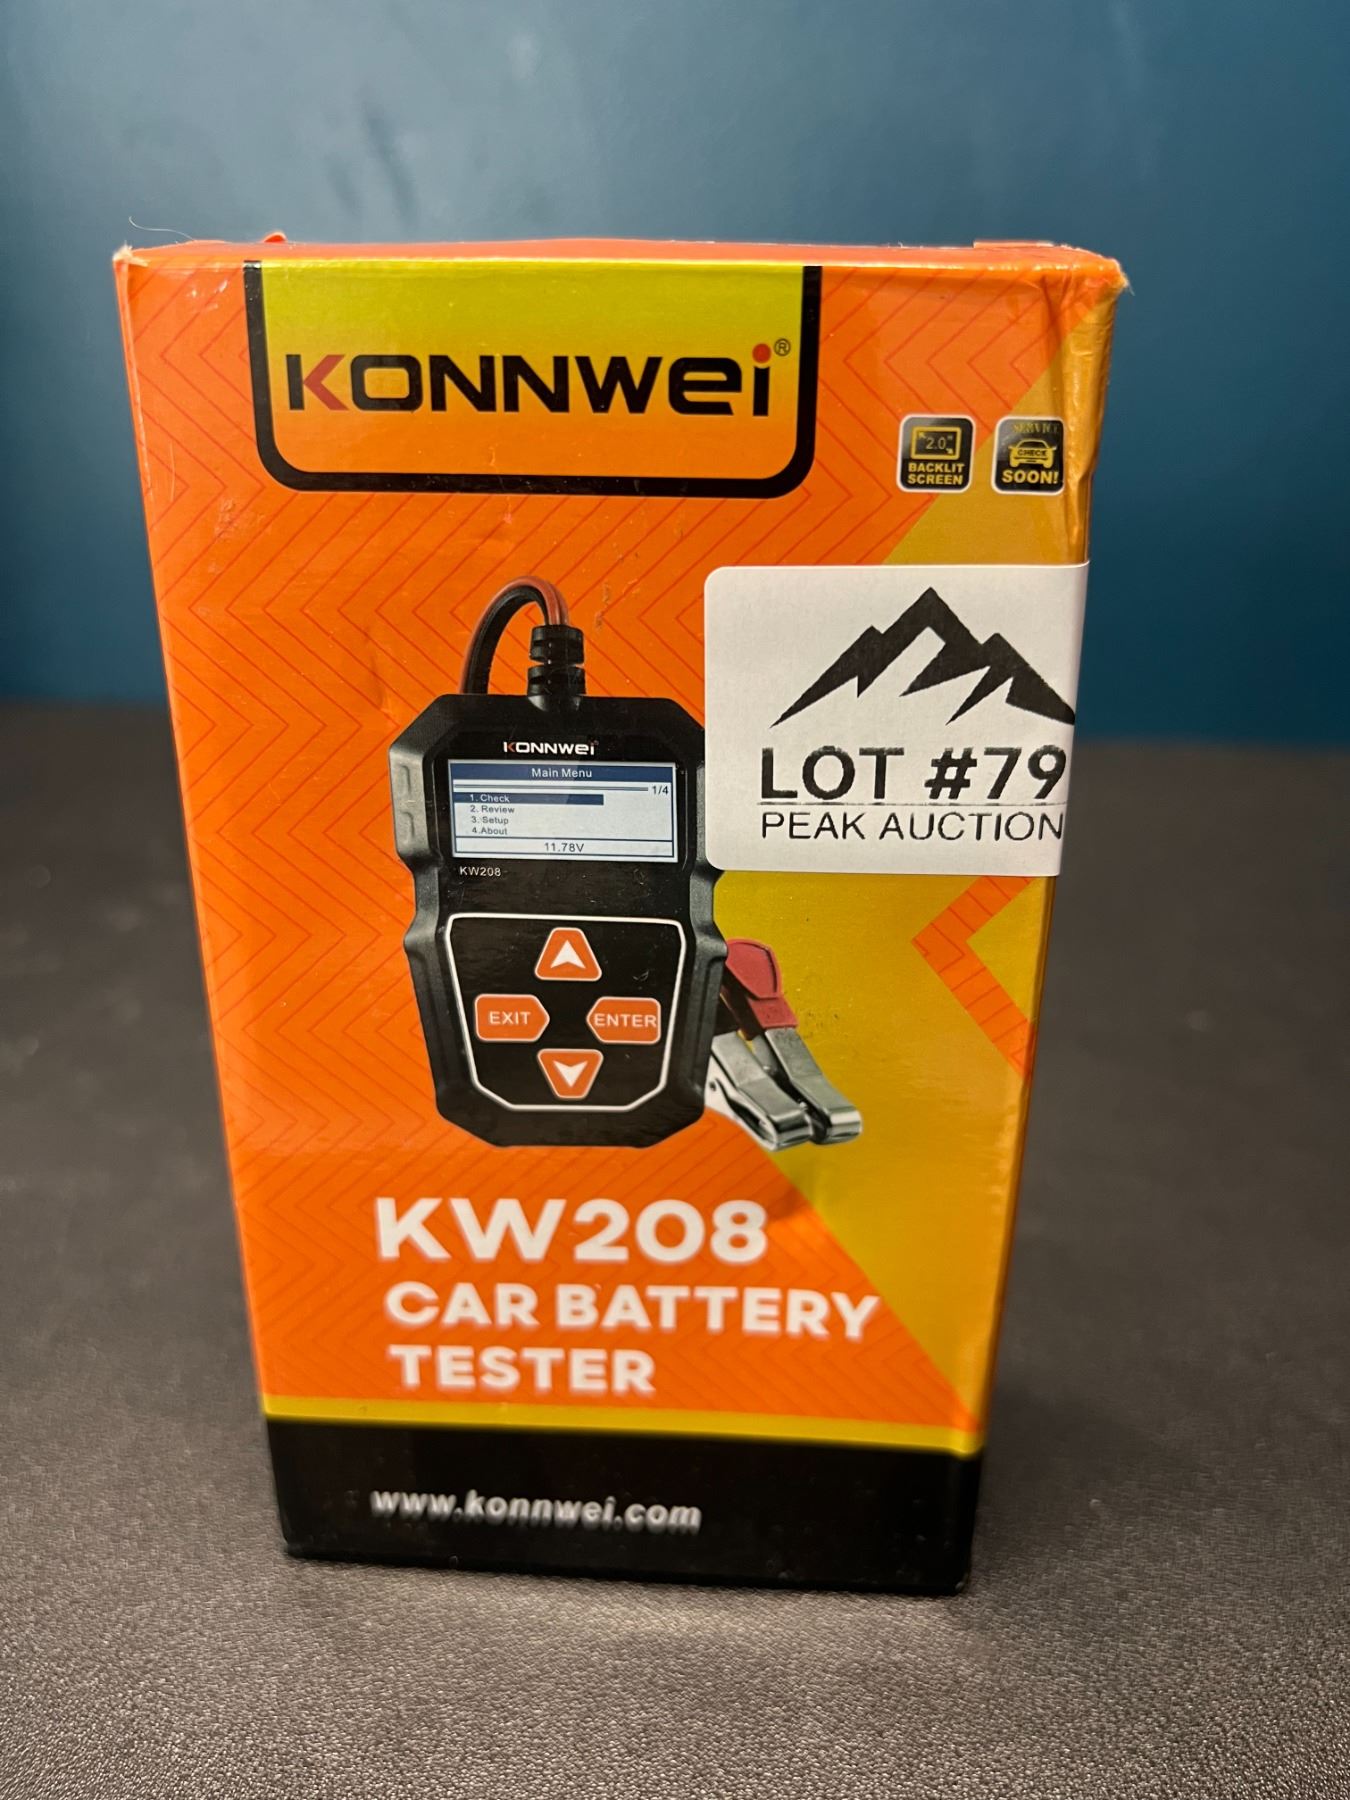 KONNWEI®
2.0"
BACKLIT
SCREEN
SERVICE
CHECK
SOON!
KONNWEI
Main Menu
1/4
1. Check
2. Review
3. Setup
4.About
11.78V
KW208
EXIT
ENTER
LOT #79
PEAK AUCTION
KW208
CAR BATTERY
TESTER
www.konnwei.com